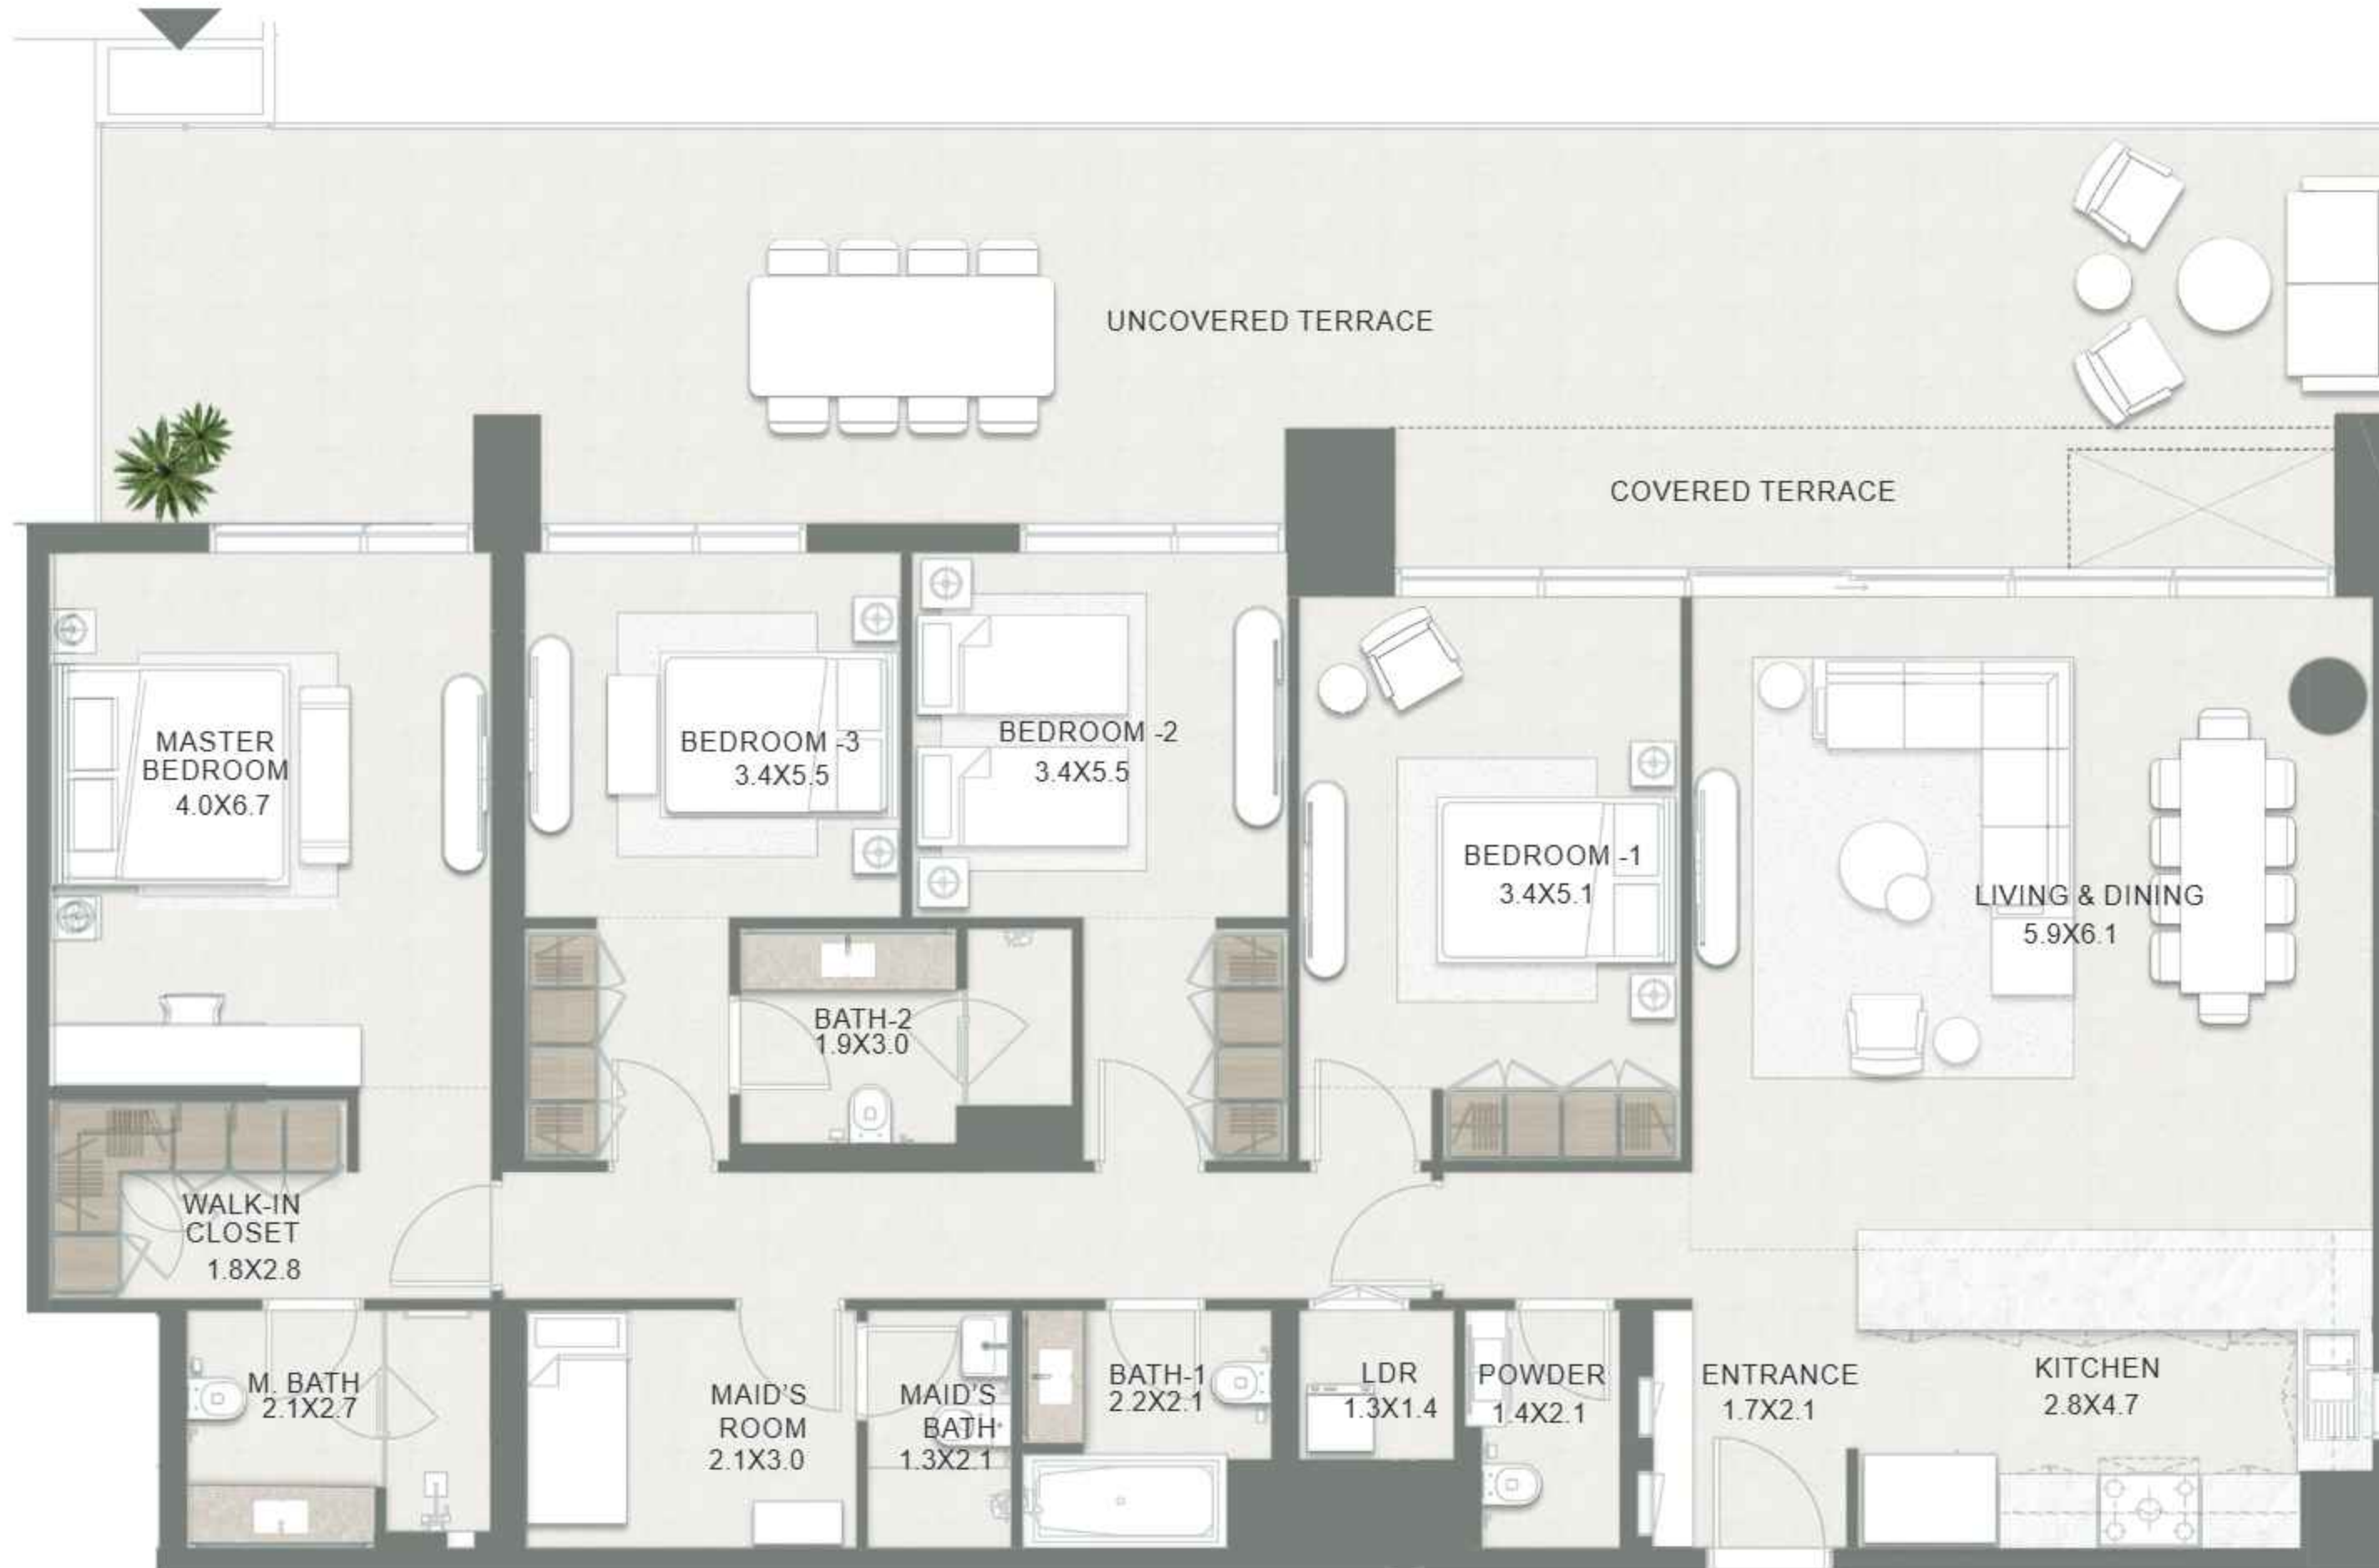 UNCOVERED TERRACE
COVERED TERRACE
MASTER
BEDROOM
4.0X6.7
BEDROOM -3
3.4X5.5
BEDROOM -2
3.4X5.5
BEDROOM -1
3.4X5.1
LIVING & DINING
5.9X6.1
BATH-2
1.9X3.0
WALK-IN
CLOSET
1.8X2.8
M. BATH
2.1X2.7
MAID'S
ROOM
2.1X3.0
MAID'S
BATH
1.3X2.1
BATH-1
2.2X2.1
LDR
1.3X1.4
POWDER
1.4X2.1
ENTRANCE
1.7X2.1
KITCHEN
2.8X4.7